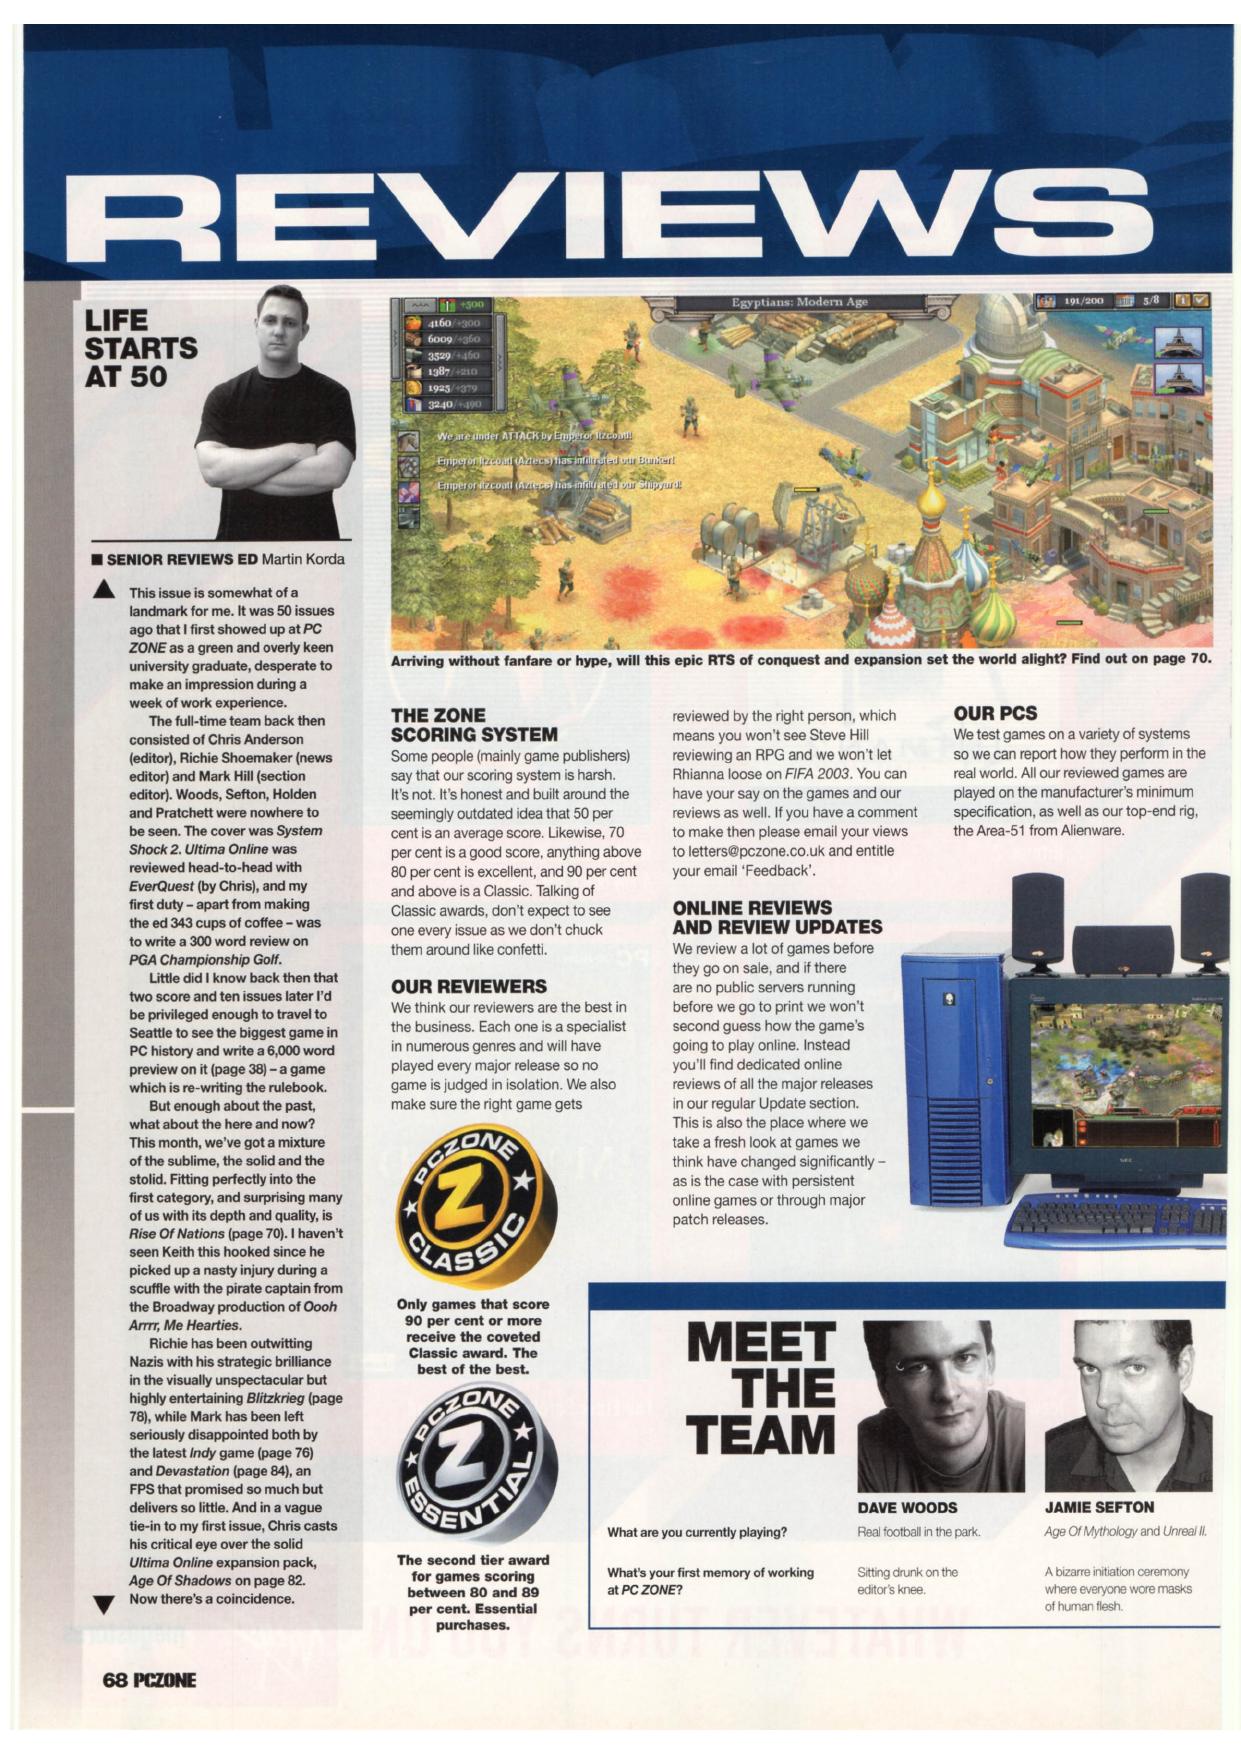 REVIEWS
LIFE
STARTS
AT 50
■ SENIOR REVIEWS ED Martin Korda
This issue is somewhat of a
landmark for me. It was 50 issues
ago that I first showed up at PC
ZONE as a green and overly keen
university graduate, desperate to
make an impression during a
week of work experience.
The full-time team back then
consisted of Chris Anderson
(editor), Richie Shoemaker (news
editor) and Mark Hill (section
editor). Woods, Sefton, Holden
and Pratchett were nowhere to
be seen. The cover was System
Shock 2. Ultima Online was
reviewed head-to-head with
EverQuest (by Chris), and my
first duty – apart from making
the ed 343 cups of coffee – was
to write a 300 word review on
PGA Championship Golf.
Little did I know back then that
two score and ten issues later I'd
be privileged enough to travel to
Seattle to see the biggest game in
PC history and write a 6,000 word
preview on it (page 38) – a game
which is re-writing the rulebook.
But enough about the past,
what about the here and now?
This month, we've got a mixture
of the sublime, the solid and the
stolid. Fitting perfectly into the
first category, and surprising many
of us with its depth and quality, is
Rise Of Nations (page 70). I haven't
seen Keith this hooked since he
picked up a nasty injury during a
scuffle with the pirate captain from
the Broadway production of Oooh
Arrrr, Me Hearties.
Richie has been outwitting
Nazis with his strategic brilliance
in the visually unspectacular but
highly entertaining Blitzkrieg (page
78), while Mark has been left
seriously disappointed both by
the latest Indy game (page 76)
and Devastation (page 84), an
FPS that promised so much but
delivers so little. And in a vague
tie-in to my first issue, Chris casts
his critical eye over the solid
Ultima Online expansion pack,
Age Of Shadows on page 82.
Now there's a coincidence.
+500
4160/+300
6009/+360
3529/+460
1387/+210
1925/+379
3240/+490
Egyptians: Modern Age
191/200
5/8
We are under ATTACK by Emperor Itzcoatl!
Emperor Itzcoatl (Aztecs) has infiltrated our Bunker!
Emperor Itzcoatl (Aztecs) has infiltrated our Shipyard!
Arriving without fanfare or hype, will this epic RTS of conquest and expansion set the world alight? Find out on page 70.
THE ZONE
SCORING SYSTEM
Some people (mainly game publishers)
say that our scoring system is harsh.
It's not. It's honest and built around the
seemingly outdated idea that 50 per
cent is an average score. Likewise, 70
per cent is a good score, anything above
80 per cent is excellent, and 90 per cent
and above is a Classic. Talking of
Classic awards, don't expect to see
one every issue as we don't chuck
them around like confetti.
OUR REVIEWERS
We think our reviewers are the best in
the business. Each one is a specialist
in numerous genres and will have
played every major release so no
game is judged in isolation. We also
make sure the right game gets
reviewed by the right person, which
means you won't see Steve Hill
reviewing an RPG and we won't let
Rhianna loose on FIFA 2003. You can
have your say on the games and our
reviews as well. If you have a comment
to make then please email your views
to letters@pczone.co.uk and entitle
your email 'Feedback'.
ONLINE REVIEWS
AND REVIEW UPDATES
We review a lot of games before
they go on sale, and if there
are no public servers running
before we go to print we won't
second guess how the game's
going to play online. Instead
you'll find dedicated online
reviews of all the major releases
in our regular Update section.
This is also the place where we
take a fresh look at games we
think have changed significantly –
as is the case with persistent
online games or through major
patch releases.
OUR PCS
We test games on a variety of systems
so we can report how they perform in the
real world. All our reviewed games are
played on the manufacturer's minimum
specification, as well as our top-end rig,
the Area-51 from Alienware.
NEC
PCZONE
Z
CLASSIC
Only games that score
90 per cent or more
receive the coveted
Classic award. The
best of the best.
PCZONE
Z
ESSENTIAL
The second tier award
for games scoring
between 80 and 89
per cent. Essential
purchases.
MEET
THE
TEAM
DAVE WOODS
JAMIE SEFTON
What are you currently playing?
Real football in the park.
Age Of Mythology and Unreal II.
What's your first memory of working
at PC ZONE?
Sitting drunk on the
editor's knee.
A bizarre initiation ceremony
where everyone wore masks
of human flesh.
68 PCZONE